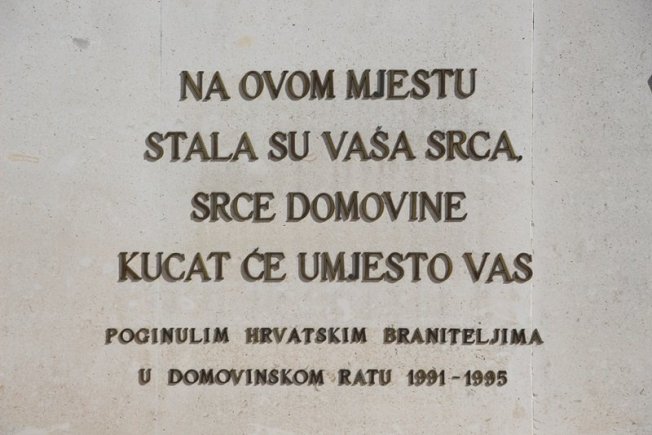 NA OVOM MJESTU
STALA SU VAŠA SRCA,
SRCE DOMOVINE
KUCAT ĆE UMJESTO VAS
POGINULIM HRVATSKIM BRANITELJIMA
U DOMOVINSKOM RATU 1991-1995